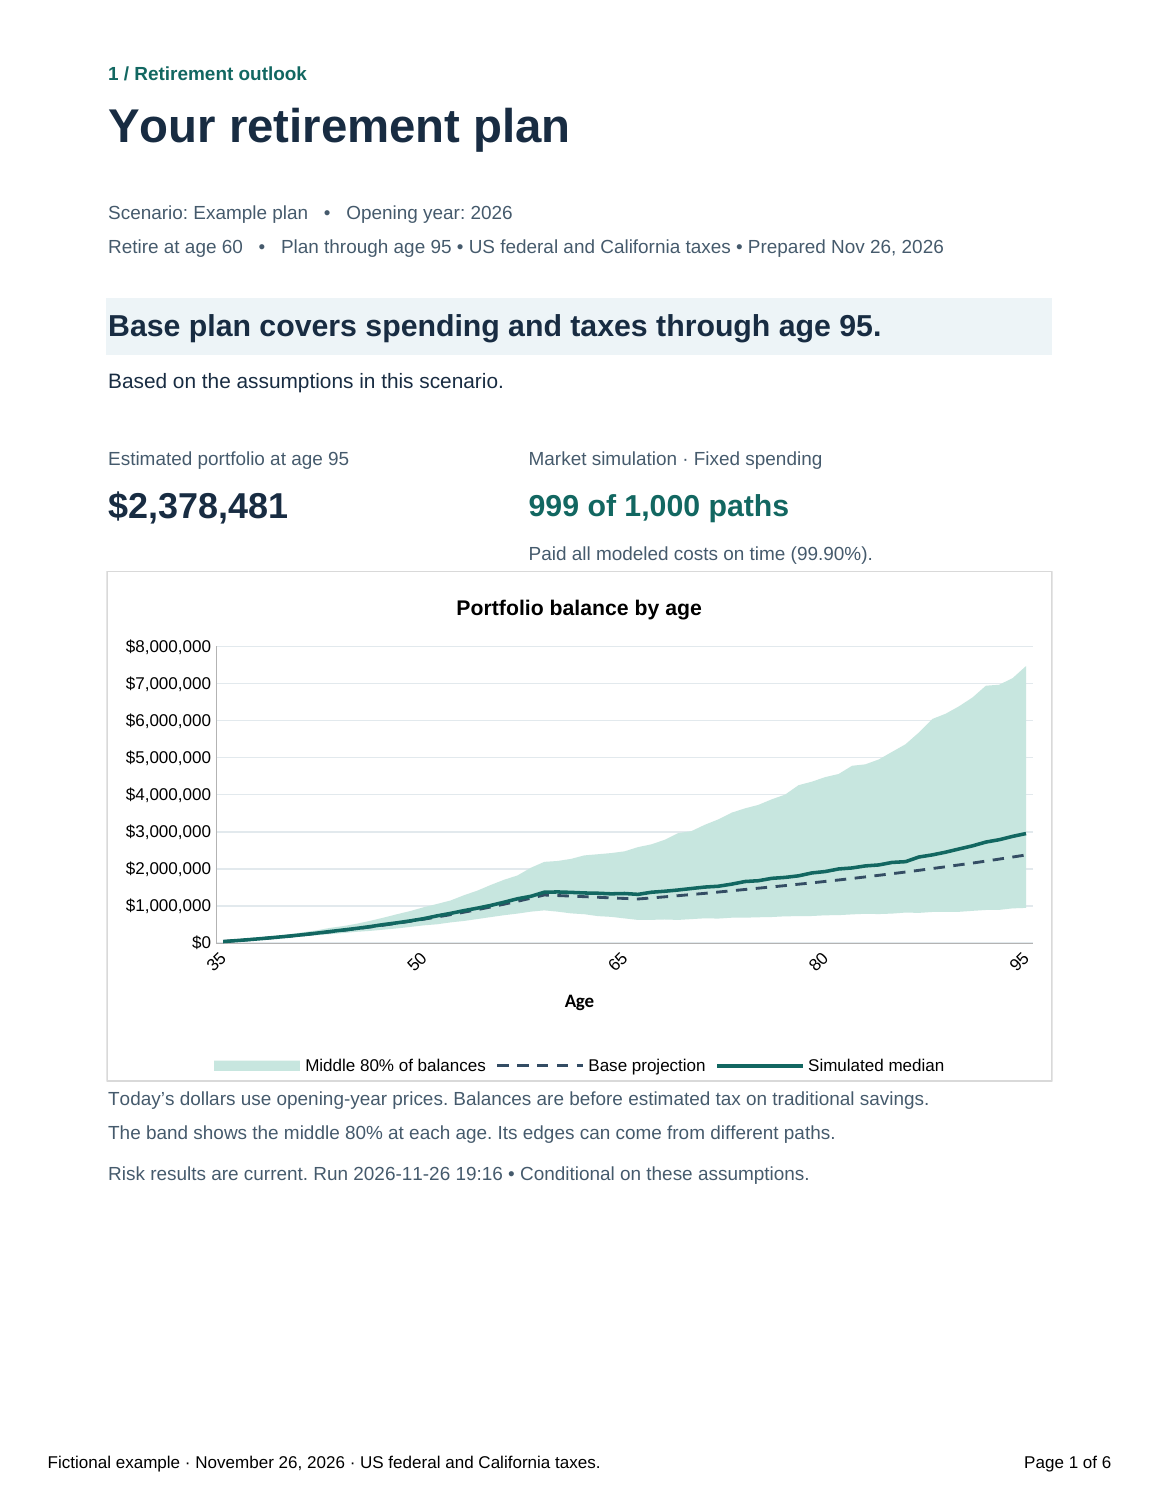 1 / Retirement outlook
Your retirement plan
Scenario: Example plan • Opening year: 2026
Retire at age 60 • Plan through age 95 • US federal and California taxes • Prepared Nov 26, 2026
Base plan covers spending and taxes through age 95.
Based on the assumptions in this scenario.
Estimated portfolio at age 95
$2,378,481
Market simulation · Fixed spending
999 of 1,000 paths
Paid all modeled costs on time (99.90%).
Portfolio balance by age
$8,000,000
$7,000,000
$6,000,000
$5,000,000
$4,000,000
$3,000,000
$2,000,000
$1,000,000
$0
35 50 65 80 95
Age
Middle 80% of balances Base projection Simulated median
Today’s dollars use opening-year prices. Balances are before estimated tax on traditional savings.
The band shows the middle 80% at each age. Its edges can come from different paths.
Risk results are current. Run 2026-11-26 19:16 • Conditional on these assumptions.
Fictional example · November 26, 2026 · US federal and California taxes. Page 1 of 6